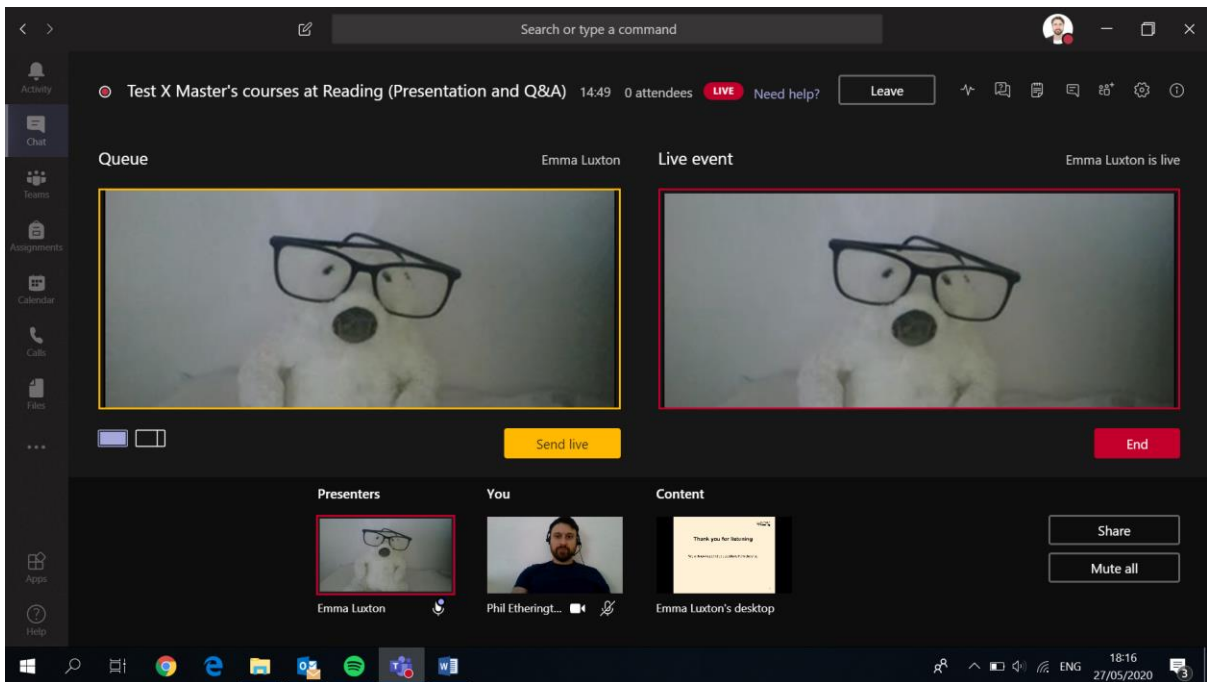 Search or type a command
Activity
Chat
Teams
Assignments
Calendar
Calls
Files
Apps
Help
Test X Master's courses at Reading (Presentation and Q&A) 14:49 0 attendees LIVE Need help? Leave
Queue Emma Luxton
Live event Emma Luxton is live
Send live
End
Presenters You Content
Thank you for listening
Share
Mute all
Emma Luxton Phil Etheringt... Emma Luxton's desktop
ENG
18:16
27/05/2020
3